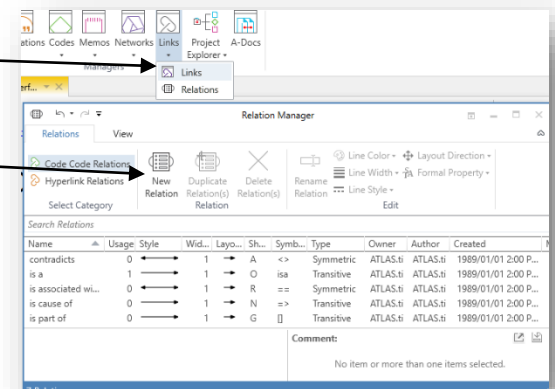 ations Codes Memos Networks Links Project Explorer A-Docs
Managers
Links
Relations
erf...
Relation Manager
Relations View
Code Code Relations
Hyperlink Relations
Select Category
New Relation
Duplicate Relation(s)
Delete Relation(s)
Relation
Rename Relation
Line Color
Line Width
Line Style
Layout Direction
Formal Property
Edit
Search Relations
Name Usage Style Wid... Layo... Sh... Symb... Type Owner Author Created
contradicts 0 1 A <> Symmetric ATLAS.ti ATLAS.ti 1989/01/01 2:00 P...
is a 1 1 O isa Transitive ATLAS.ti ATLAS.ti 1989/01/01 2:00 P...
is associated wi... 0 1 R == Symmetric ATLAS.ti ATLAS.ti 1989/01/01 2:00 P...
is cause of 0 1 N => Transitive ATLAS.ti ATLAS.ti 1989/01/01 2:00 P...
is part of 0 1 G [] Transitive ATLAS.ti ATLAS.ti 1989/01/01 2:00 P...
Comment:
No item or more than one items selected.